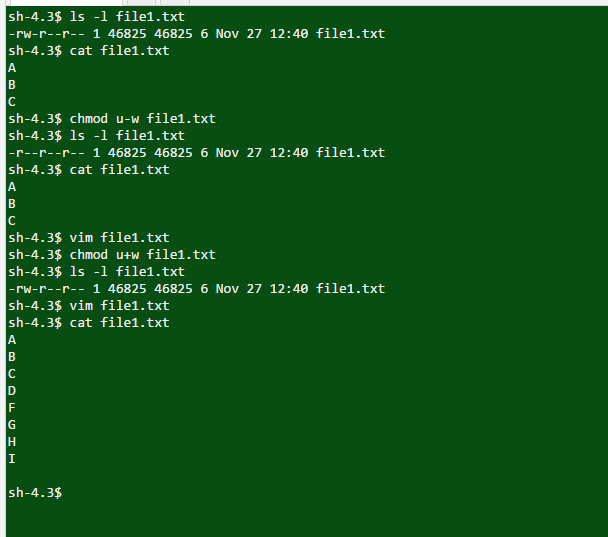 sh-4.3$ ls -l file1.txt
-rw-r--r-- 1 46825 46825 6 Nov 27 12:40 file1.txt
sh-4.3$ cat file1.txt
A
B
C
sh-4.3$ chmod u-w file1.txt
sh-4.3$ ls -l file1.txt
-r--r--r-- 1 46825 46825 6 Nov 27 12:40 file1.txt
sh-4.3$ cat file1.txt
A
B
C
sh-4.3$ vim file1.txt
sh-4.3$ chmod u+w file1.txt
sh-4.3$ ls -l file1.txt
-rw-r--r-- 1 46825 46825 6 Nov 27 12:40 file1.txt
sh-4.3$ vim file1.txt
sh-4.3$ cat file1.txt
A
B
C
D
F
G
H
I
sh-4.3$